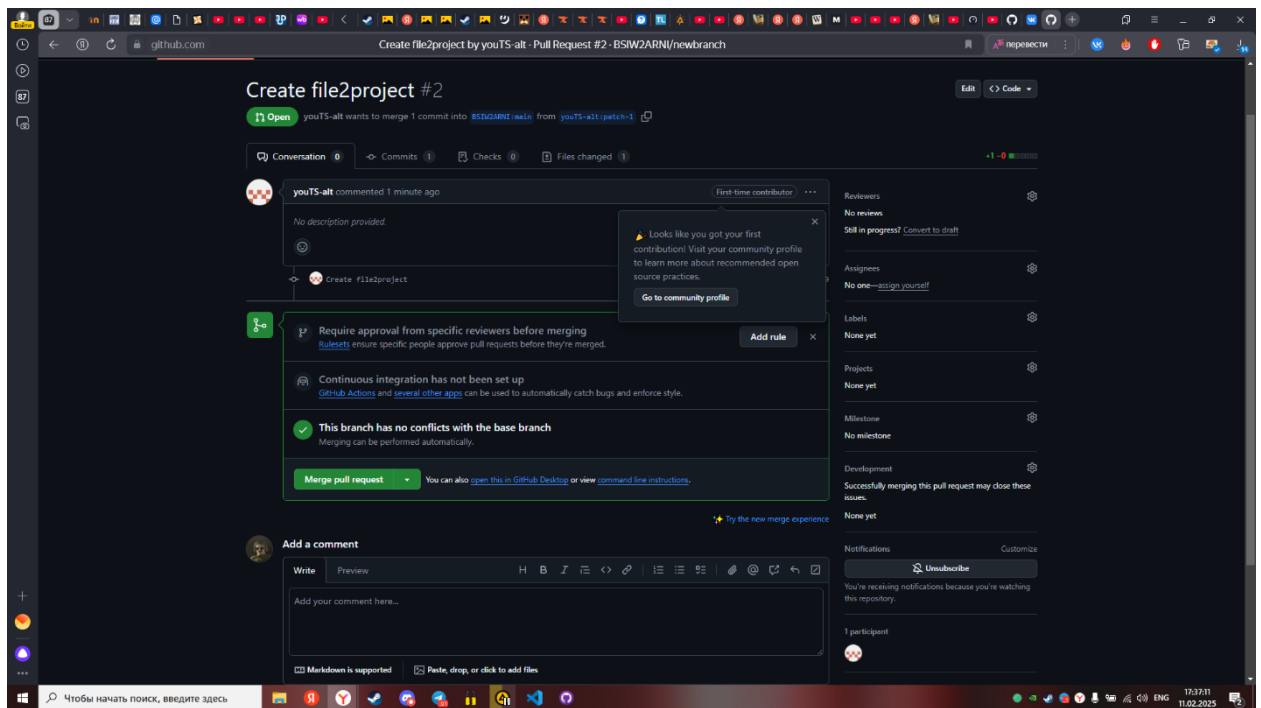 Войти
87
github.com
Create file2project by youTS-alt · Pull Request #2 · BSIW2ARNI/newbranch
перевести
87
Create file2project #2
Edit
Code
Open
youTS-alt wants to merge 1 commit into BSIW2ARNI:main from youTS-alt:patch-1
Conversation 0
Commits 1
Checks 0
Files changed 1
+1 −0
youTS-alt commented 1 minute ago
First-time contributor
No description provided.
Looks like you got your first
contribution! Visit your community profile
to learn more about recommended open
source practices.
Go to community profile
Create file2project
Require approval from specific reviewers before merging
Rulesets ensure specific people approve pull requests before they're merged.
Add rule
Continuous integration has not been set up
GitHub Actions and several other apps can be used to automatically catch bugs and enforce style.
This branch has no conflicts with the base branch
Merging can be performed automatically.
Merge pull request
You can also open this in GitHub Desktop or view command line instructions.
Try the new merge experience
Add a comment
Write
Preview
Add your comment here...
Markdown is supported
Paste, drop, or click to add files
Reviewers
No reviews
Still in progress? Convert to draft
Assignees
No one—assign yourself
Labels
None yet
Projects
None yet
Milestone
No milestone
Development
Successfully merging this pull request may close these
issues.
None yet
Notifications
Customize
Unsubscribe
You're receiving notifications because you're watching
this repository.
1 participant
Чтобы начать поиск, введите здесь
ENG
17:37:11
11.02.2025